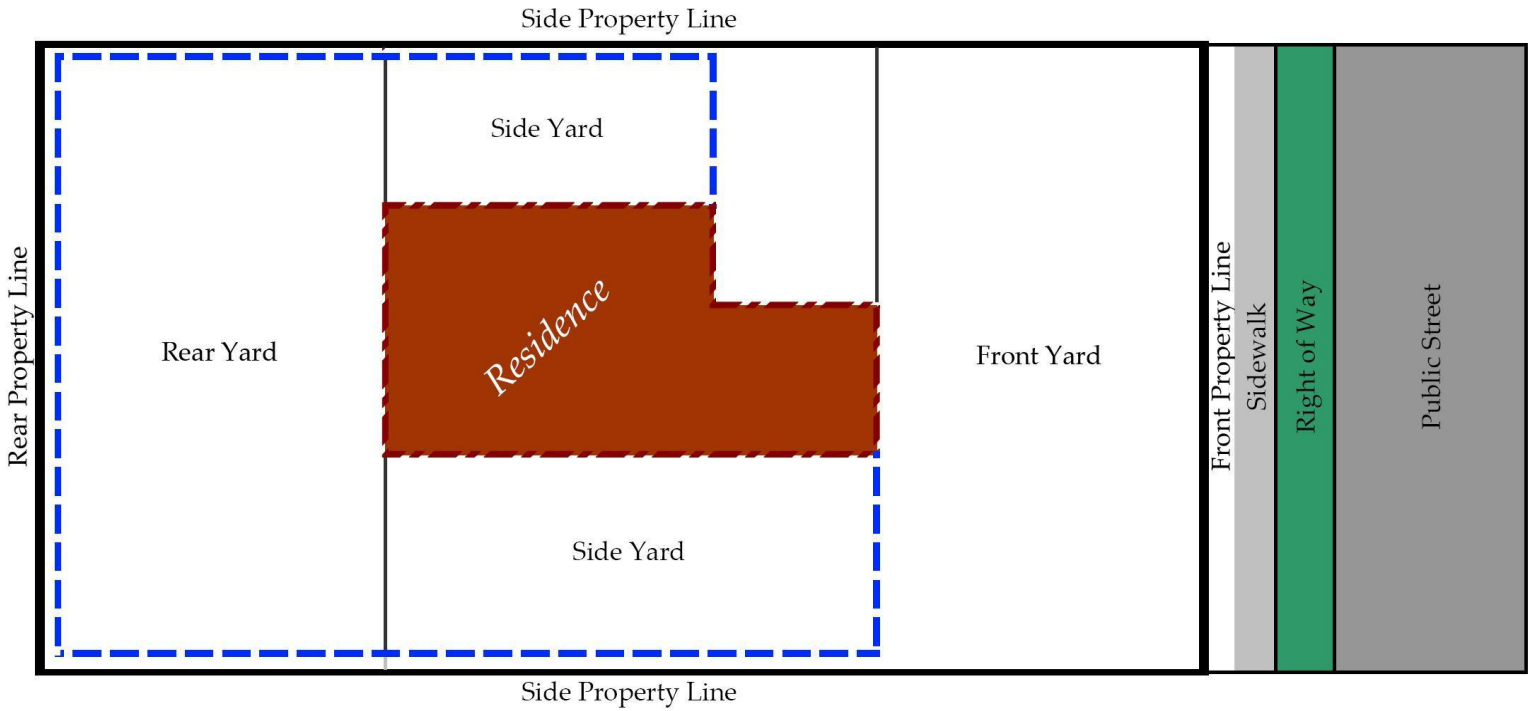 Side Property Line
Side Yard
Rear Property Line
Rear Yard
Residence
Front Yard
Front Property Line
Sidewalk
Right of Way
Public Street
Side Yard
Side Property Line